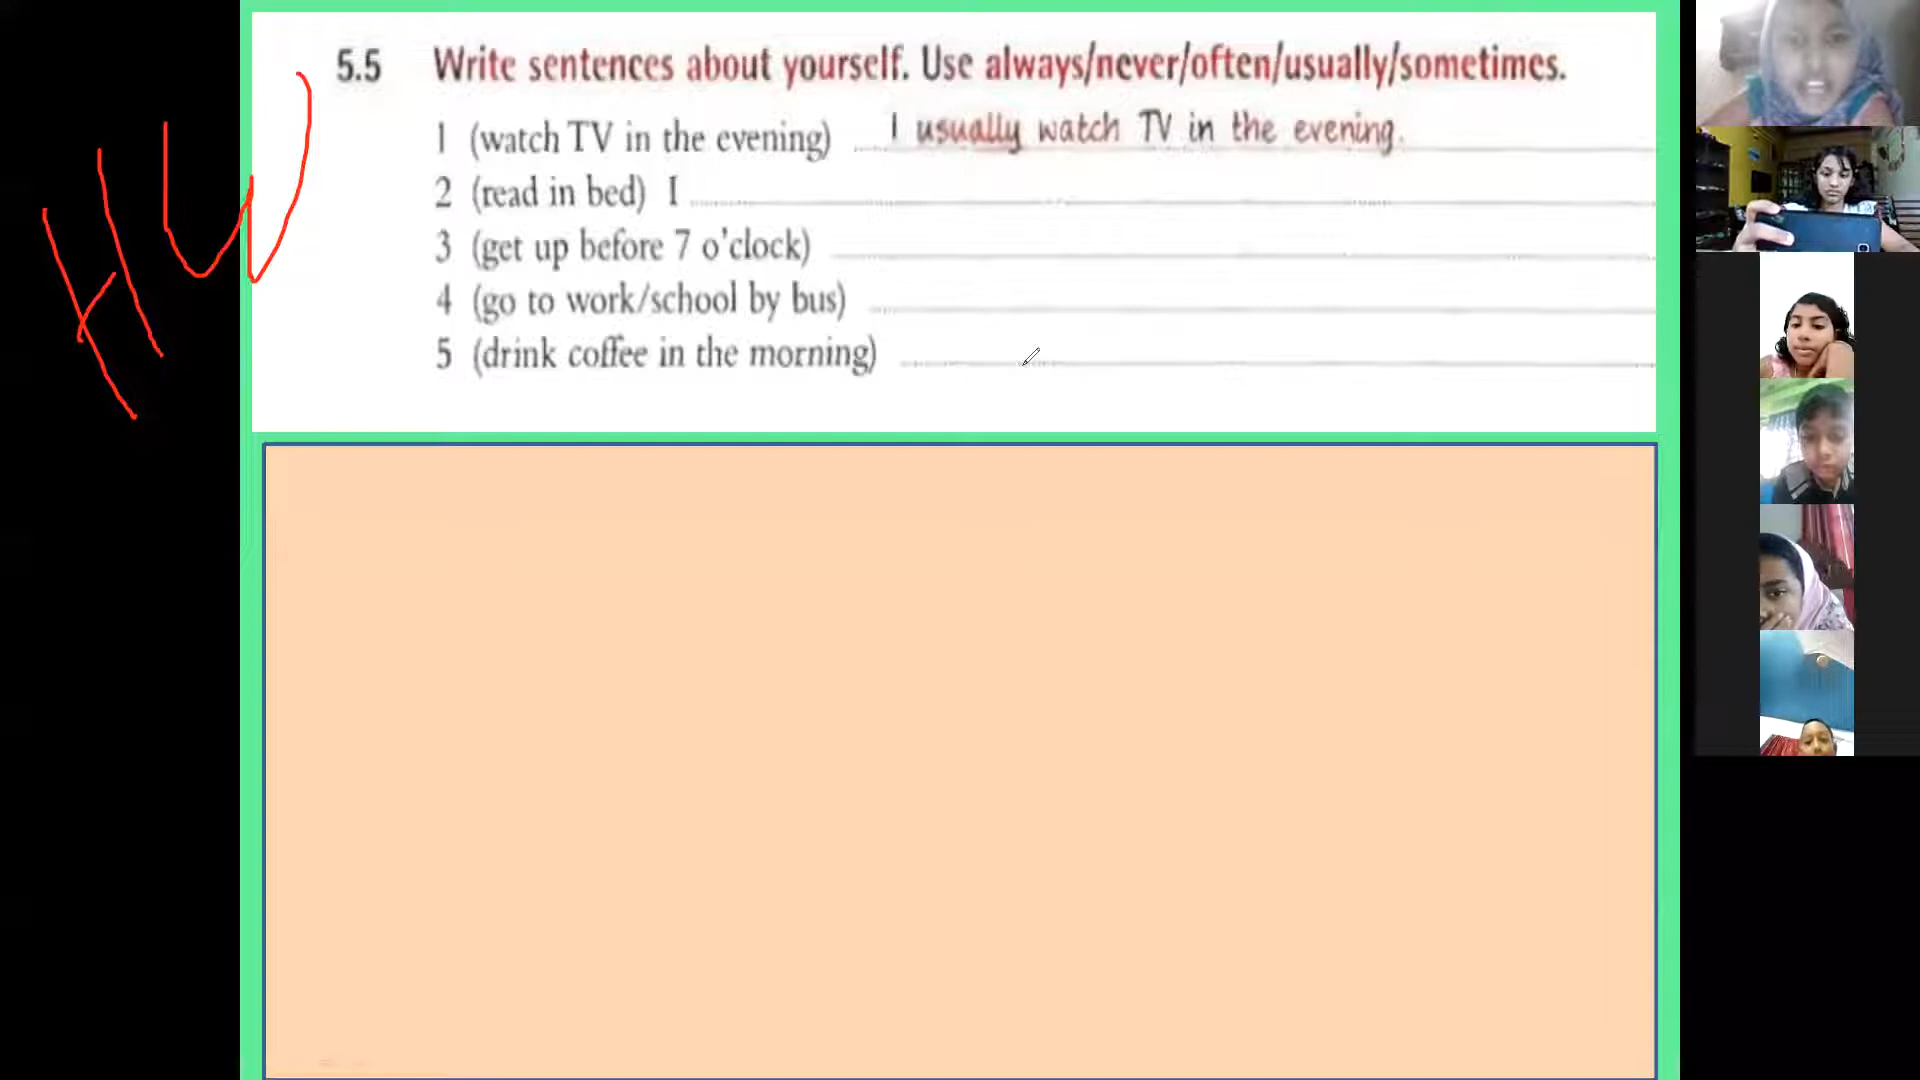 HW
5.5 Write sentences about yourself. Use always/never/often/usually/sometimes.
1 (watch TV in the evening) I usually watch TV in the evening.
2 (read in bed) I
3 (get up before 7 o'clock)
4 (go to work/school by bus)
5 (drink coffee in the morning)